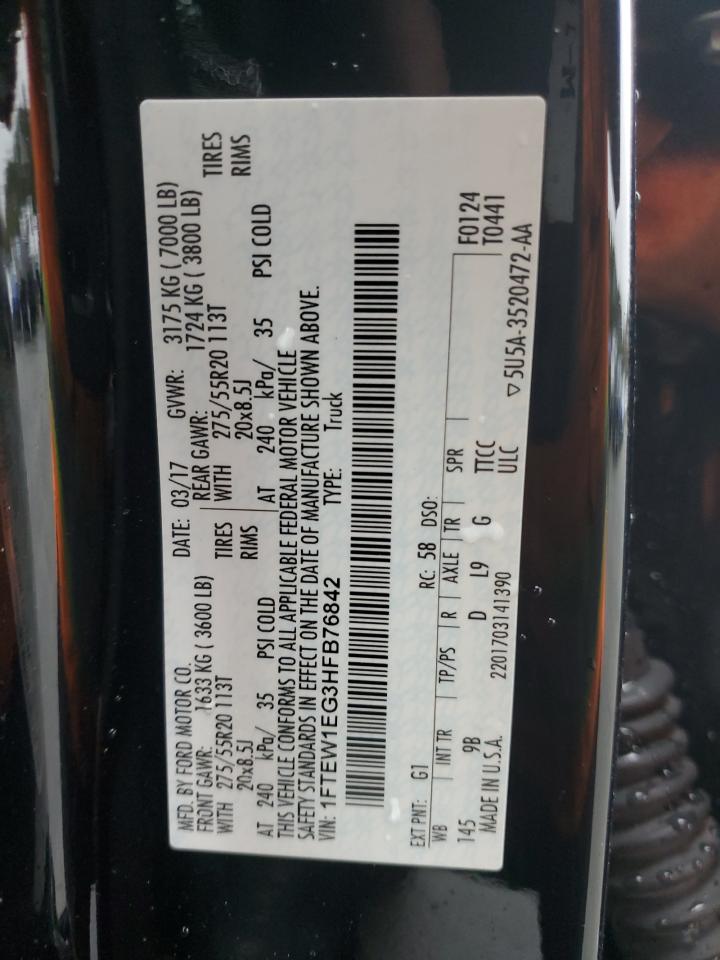 MFD. BY FORD MOTOR CO.
DATE: 03/17 GVWR: 3175 KG ( 7000 LB)
FRONT GAWR: 1633 KG ( 3600 LB)
REAR GAWR: 1724 KG ( 3800 LB)
WITH 275/55R20 113T TIRES
WITH 275/55R20 113T TIRES
20x8.5J RIMS
20x8.5J RIMS
AT 240 kPa/ 35 PSI COLD
AT 240 kPa/ 35 PSI COLD
THIS VEHICLE CONFORMS TO ALL APPLICABLE FEDERAL MOTOR VEHICLE
SAFETY STANDARDS IN EFFECT ON THE DATE OF MANUFACTURE SHOWN ABOVE.
VIN: 1FTEW1EG3HFB76842 TYPE: Truck
EXT PNT: G1 RC: 58 DSO:
WB INT TR TP/PS R AXLE TR SPR
F0124
145 9B D L9 G TTCC
T0441
MADE IN U.S.A. 2201703141390 ULC
▽5U5A-3520472-AA